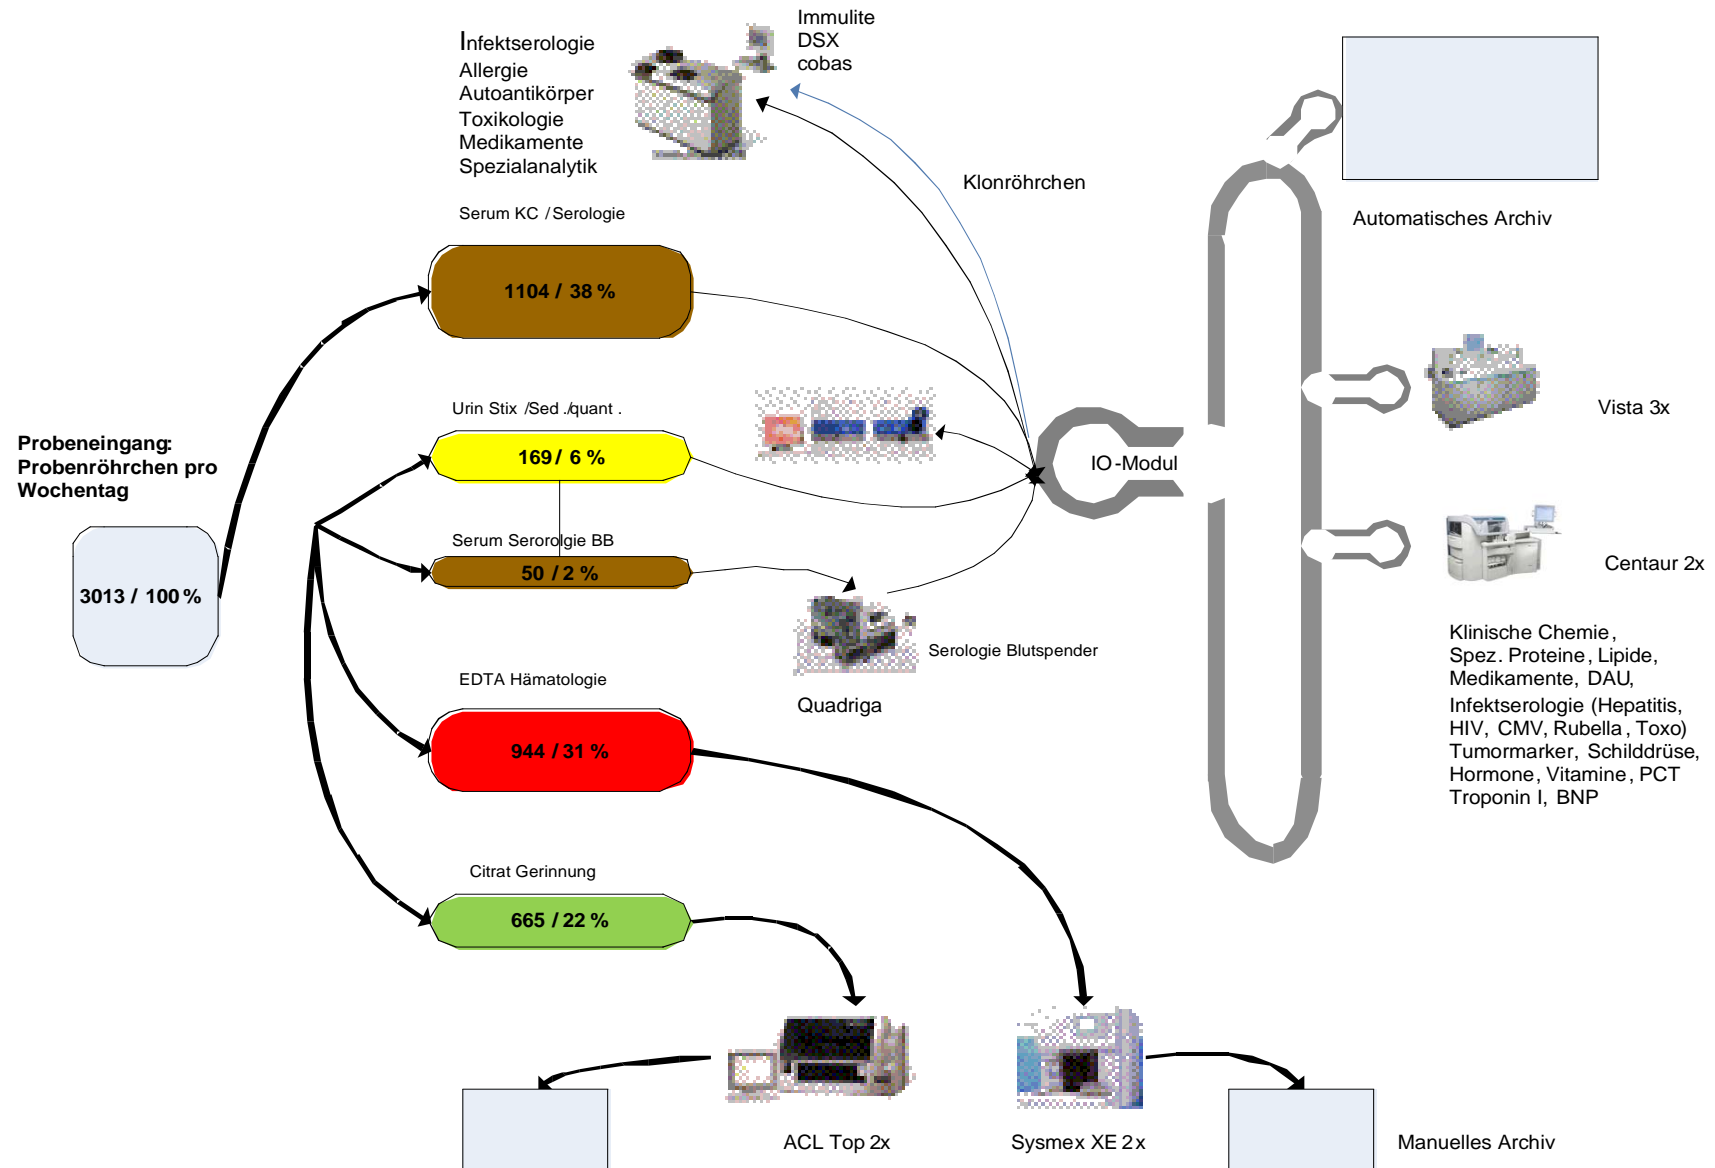 Infektserologie
Allergie
Autoantikörper
Toxikologie
Medikamente
Spezialanalytik
Immulite
DSX
cobas
Klonröhrchen
Automatisches Archiv
Serum KC / Serologie
1104 / 38 %
Urin Stix /Sed ./quant .
169 / 6 %
Probeneingang:
Probenröhrchen pro
Wochentag
3013 / 100 %
Serum Serorolgie BB
50 / 2 %
IO-Modul
Vista 3x
Centaur 2x
Serologie Blutspender
Quadriga
Klinische Chemie,
Spez. Proteine, Lipide,
Medikamente, DAU,
Infektserologie (Hepatitis,
HIV, CMV, Rubella, Toxo)
Tumormarker, Schilddrüse,
Hormone, Vitamine, PCT
Troponin I, BNP
EDTA Hämatologie
944 / 31 %
Citrat Gerinnung
665 / 22 %
ACL Top 2x
Sysmex XE 2x
Manuelles Archiv